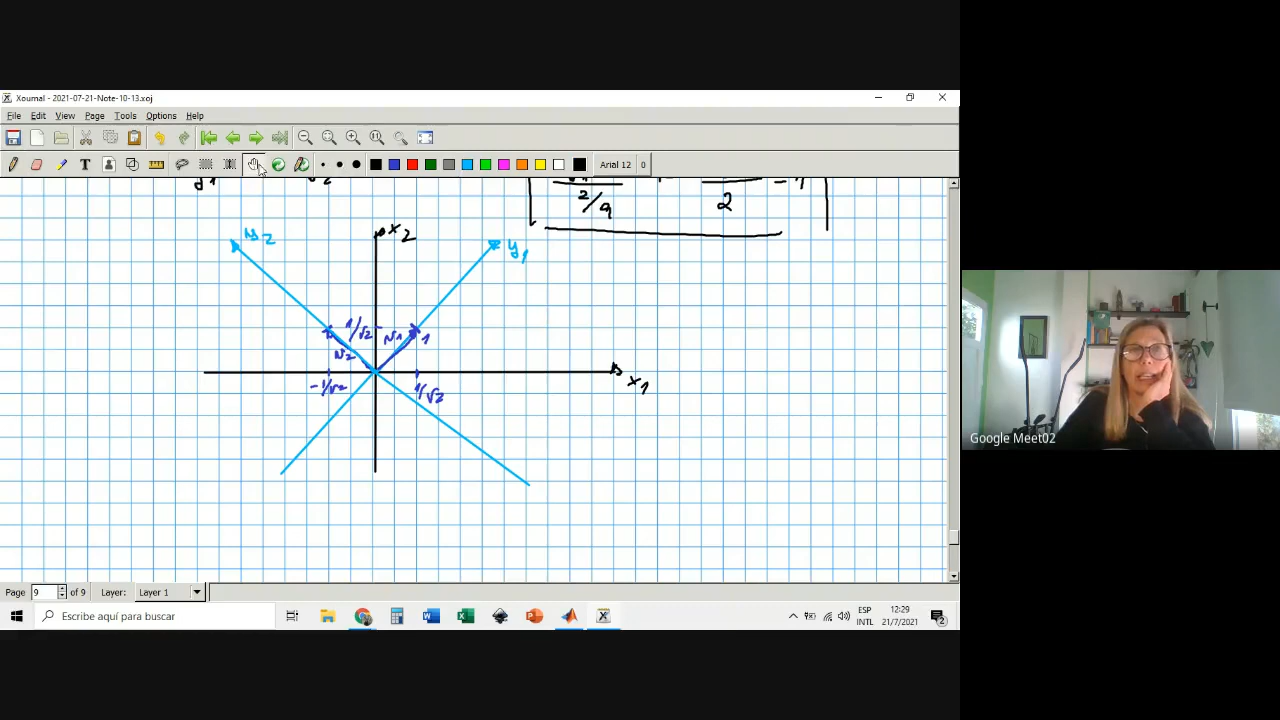 Xournal - 2021-07-21-Note-10-13.xoj
File Edit View Page Tools Options Help
Arial 12
2/9
2
= 1
y2
x2
y1
1/√2
v1
1
v2
-1/√2
1/√2
x1
Google Meet02
Page 9 of 9 Layer: Layer 1
Escribe aquí para buscar
ESP
INTL
12:29
21/7/2021
2